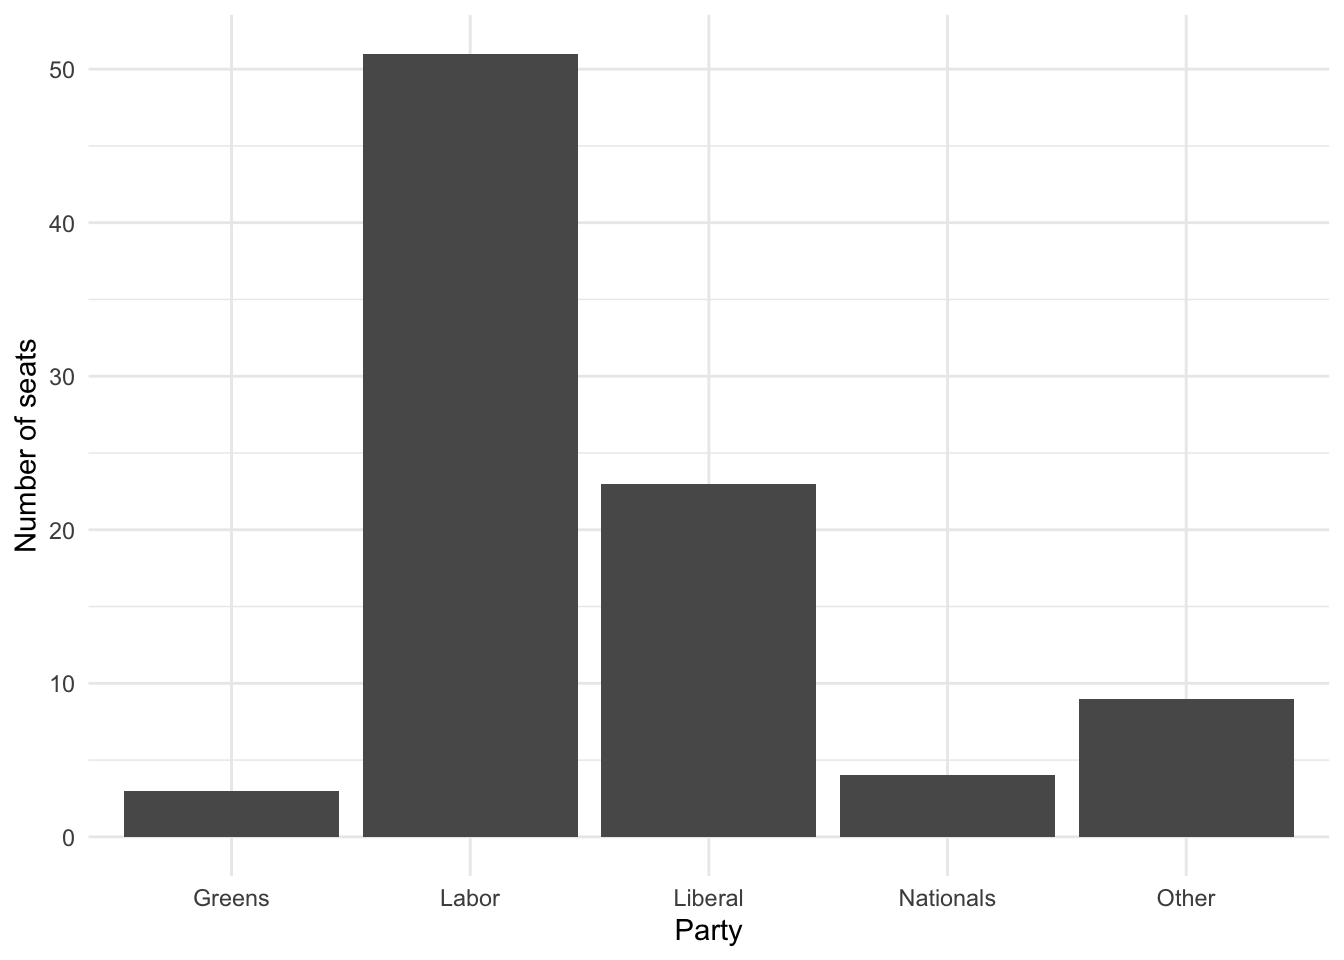 Number of seats
50
40
30
20
10
0
Greens
Labor
Liberal
Nationals
Other
Party